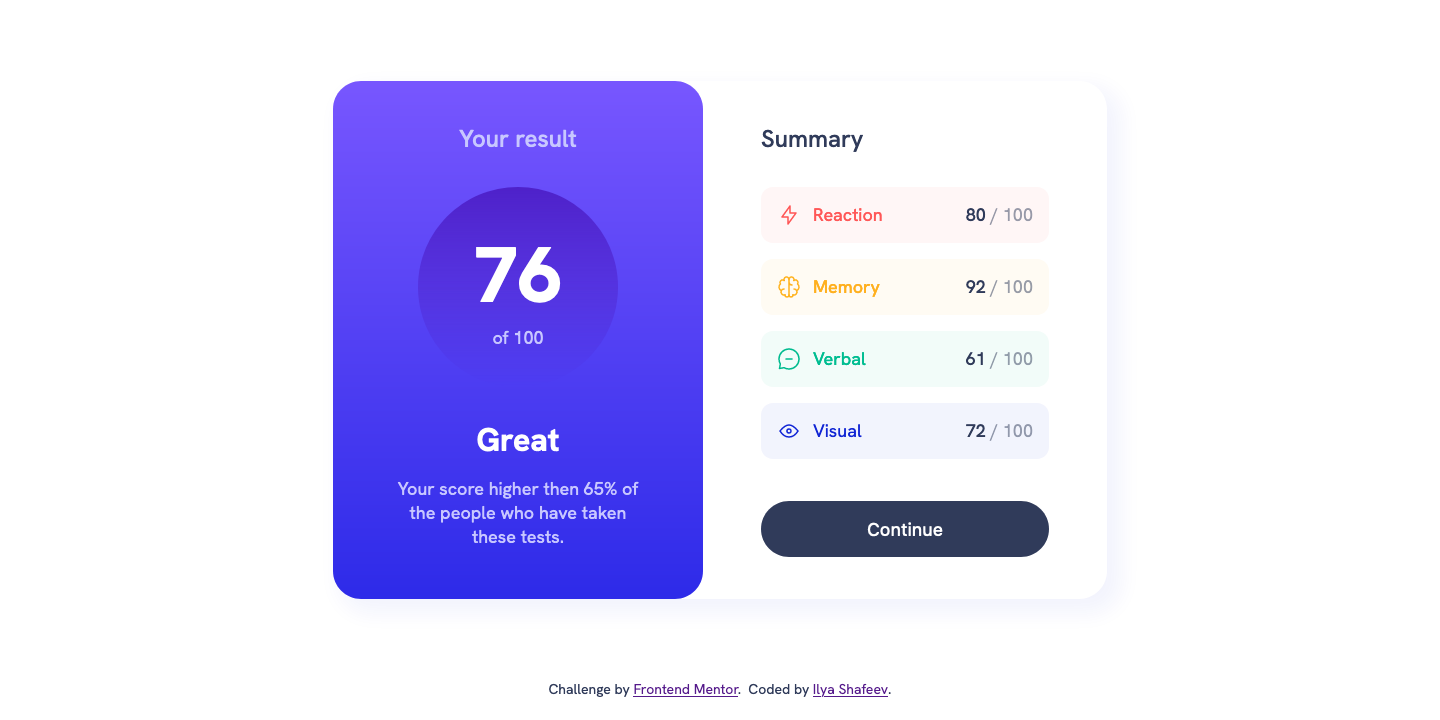 Your result
76
of 100
Great
Your score higher then 65% of
the people who have taken
these tests.
Summary
Reaction 80 / 100
Memory 92 / 100
Verbal 61 / 100
Visual 72 / 100
Continue
Challenge by Frontend Mentor. Coded by Ilya Shafeev.